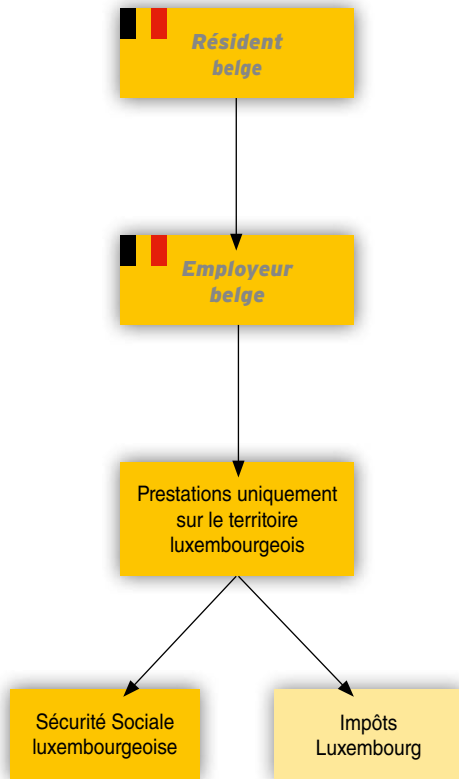 Résident
belge
Employeur
belge
Prestations uniquement
sur le territoire
luxembourgeois
Sécurité Sociale
luxembourgeoise
Impôts
Luxembourg